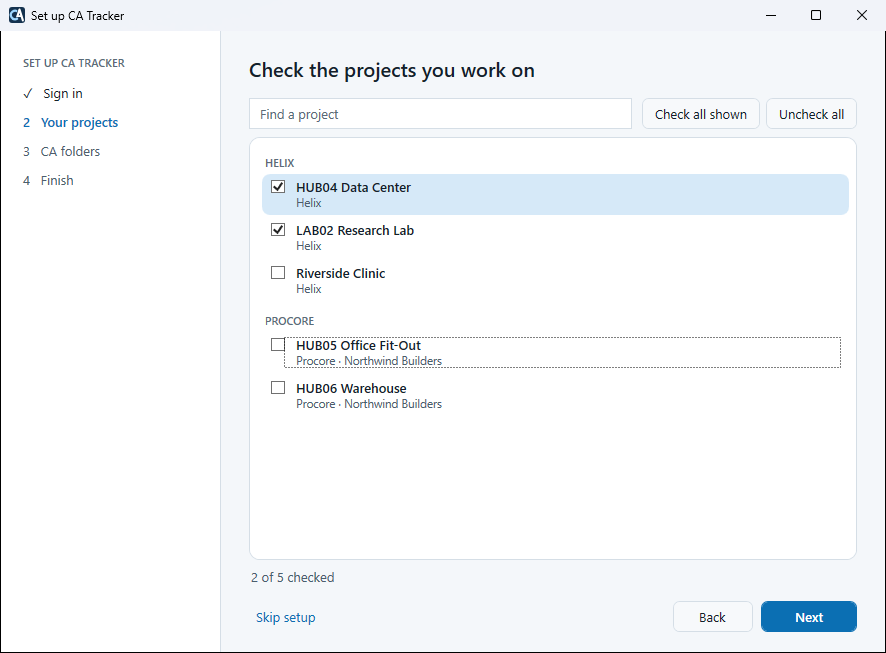 CA Set up CA Tracker
SET UP CA TRACKER
✓ Sign in
2 Your projects
3 CA folders
4 Finish
Check the projects you work on
Find a project
Check all shown
Uncheck all
HELIX
HUB04 Data Center
Helix
LAB02 Research Lab
Helix
Riverside Clinic
Helix
PROCORE
HUB05 Office Fit-Out
Procore · Northwind Builders
HUB06 Warehouse
Procore · Northwind Builders
2 of 5 checked
Skip setup
Back
Next